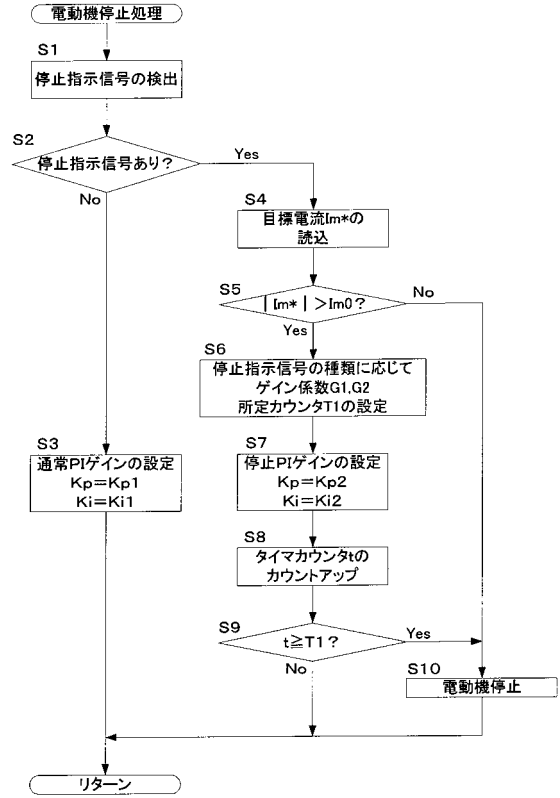 電動機停止処理
S1
停止指示信号の検出
S2
停止指示信号あり?
Yes
No
S4
目標電流Im*の
読込
S5
|Im*|>Im0?
No
Yes
S6
停止指示信号の種類に応じて
ゲイン係数G1,G2
所定カウンタT1の設定
S3
通常PIゲインの設定
Kp=Kp1
Ki=Ki1
S7
停止PIゲインの設定
Kp=Kp2
Ki=Ki2
S8
タイマカウンタtの
カウントアップ
S9
t≧T1?
Yes
No
S10
電動機停止
リターン